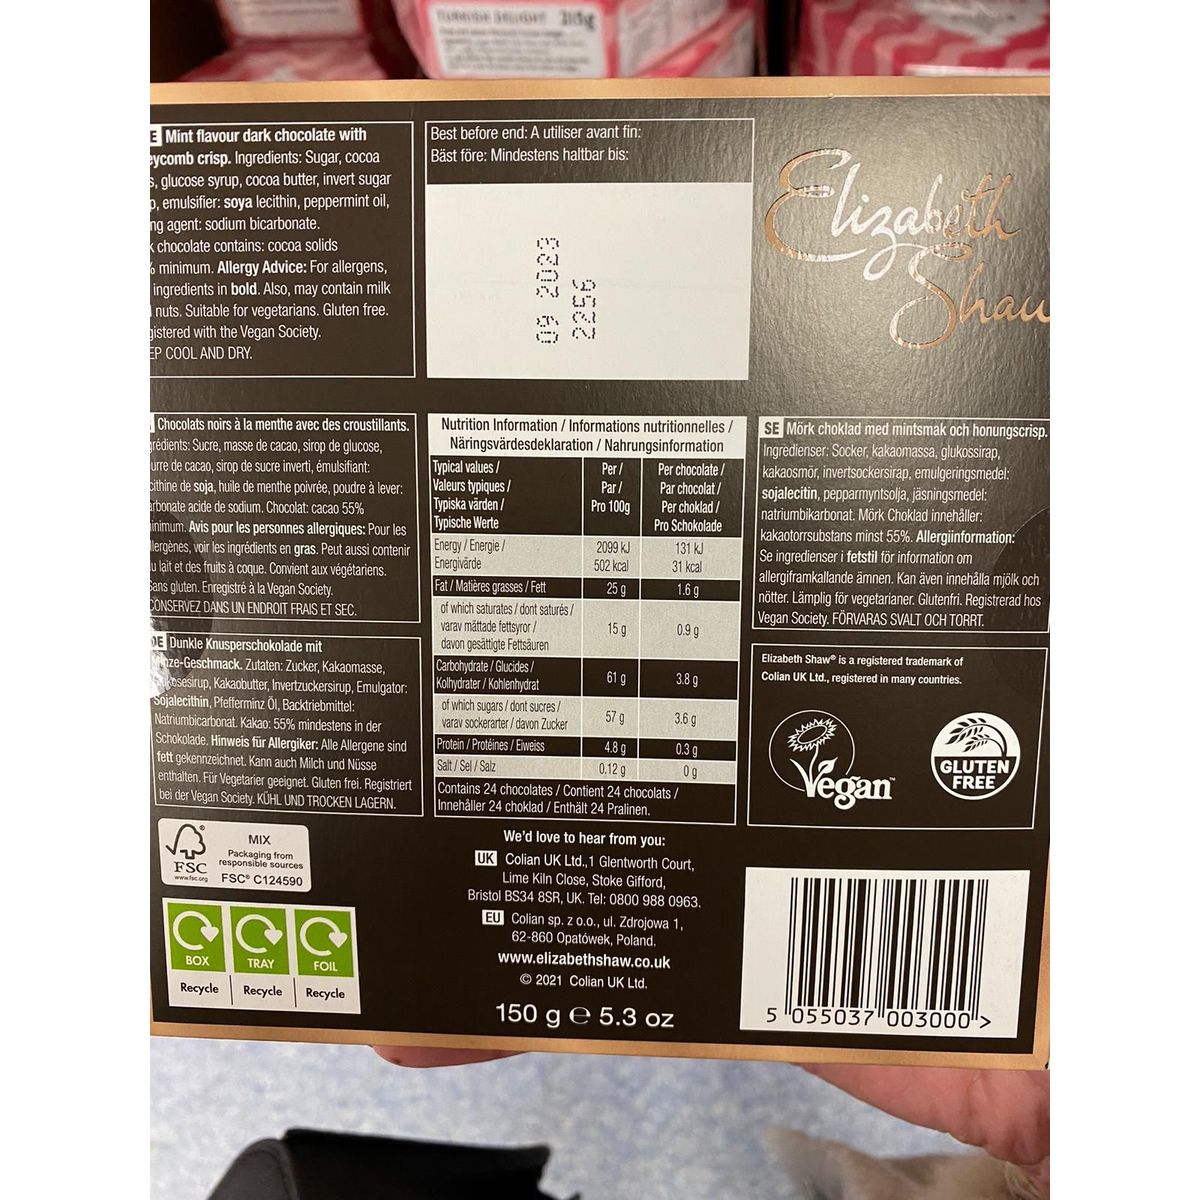 TURKISH DELIGHT
E Mint flavour dark chocolate with
eycomb crisp. Ingredients: Sugar, cocoa
s, glucose syrup, cocoa butter, invert sugar
p, emulsifier: soya lecithin, peppermint oil,
ng agent: sodium bicarbonate.
k chocolate contains: cocoa solids
% minimum. Allergy Advice: For allergens,
ingredients in bold. Also, may contain milk
nuts. Suitable for vegetarians. Gluten free.
gistered with the Vegan Society.
EP COOL AND DRY.
Best before end: A utiliser avant fin:
Bäst före: Mindestens haltbar bis:
09 2023
2256
Elizabeth
Shaw
Chocolats noirs à la menthe avec des croustillants.
grédients: Sucre, masse de cacao, sirop de glucose,
urre de cacao, sirop de sucre inverti, émulsifiant:
cithine de soja, huile de menthe poivrée, poudre à lever:
arbonate acide de sodium. Chocolat: cacao 55%
inimum. Avis pour les personnes allergiques: Pour les
llergènes, voir les ingrédients en gras. Peut aussi contenir
u lait et des fruits à coque. Convient aux végétariens.
Sans gluten. Enregistré à la Vegan Society.
CONSERVEZ DANS UN ENDROIT FRAIS ET SEC.
DE Dunkle Knusperschokolade mit
Minze-Geschmack. Zutaten: Zucker, Kakaomasse,
kosesirup, Kakaobutter, Invertzuckersirup, Emulgator:
Sojalecithin, Pfefferminz Öl, Backtriebmittel:
Natriumbicarbonat. Kakao: 55% mindestens in der
Schokolade. Hinweis für Allergiker: Alle Allergene sind
fett gekennzeichnet. Kann auch Milch und Nüsse
enthalten. Für Vegetarier geeignet. Gluten frei. Registriert
bei der Vegan Society. KÜHL UND TROCKEN LAGERN.
Nutrition Information / Informations nutritionnelles /
Näringsvärdesdeklaration / Nahrungsinformation
Typical values / Per / Per chocolate /
Valeurs typiques / Par / Par chocolat /
Typiska värden / Pro 100g Per choklad /
Typische Werte Pro Schokolade
Energy / Energie / 2099 kJ 131 kJ
Energivärde 502 kcal 31 kcal
Fat / Matières grasses / Fett 25 g 1.6 g
of which saturates / dont saturés /
varav mättade fettsyror / 15 g 0.9 g
davon gesättigte Fettsäuren
Carbohydrate / Glucides / 61 g 3.8 g
Kolhydrater / Kohlenhydrat
of which sugars / dont sucres / 57 g 3.6 g
varav sockerarter / davon Zucker
Protein / Protéines / Eiweiss 4.8 g 0.3 g
Salt / Sel / Salz 0.12 g 0 g
Contains 24 chocolates / Contient 24 chocolats /
Innehåller 24 choklad / Enthält 24 Pralinen.
SE Mörk choklad med mintsmak och honungscrisp.
Ingredienser: Socker, kakaomassa, glukossirap,
kakaosmör, invertsockersirap, emulgeringsmedel:
sojalecitin, pepparmyntsolja, jäsningsmedel:
natriumbikarbonat. Mörk Choklad innehåller:
kakaotorrsubstans minst 55%. Allergiinformation:
Se ingredienser i fetstil för information om
allergiframkallande ämnen. Kan även innehålla mjölk och
nötter. Lämplig för vegetarianer. Glutenfri. Registrerad hos
Vegan Society. FÖRVARAS SVALT OCH TORRT.
Elizabeth Shaw® is a registered trademark of
Colian UK Ltd., registered in many countries.
Vegan™
GLUTEN
FREE
FSC®
www.fsc.org
MIX
Packaging from
responsible sources
FSC® C124590
BOX TRAY FOIL
Recycle Recycle Recycle
We'd love to hear from you:
UK Colian UK Ltd.,1 Glentworth Court,
Lime Kiln Close, Stoke Gifford,
Bristol BS34 8SR, UK. Tel: 0800 988 0963.
EU Colian sp. z o.o., ul. Zdrojowa 1,
62-860 Opatówek, Poland.
www.elizabethshaw.co.uk
© 2021 Colian UK Ltd.
150 g ℮ 5.3 oz
5 055037 003000 >